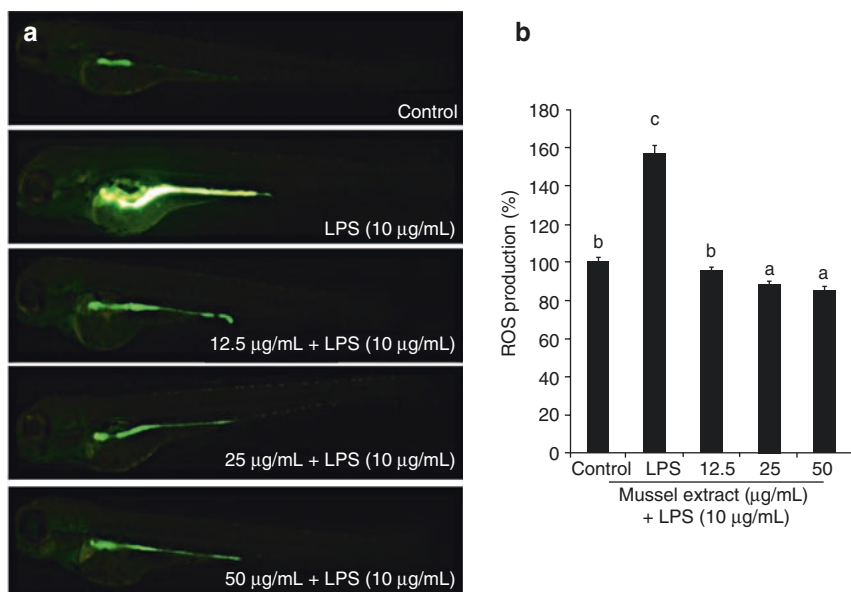 a
Control
LPS (10 μg/mL)
12.5 μg/mL + LPS (10 μg/mL)
25 μg/mL + LPS (10 μg/mL)
50 μg/mL + LPS (10 μg/mL)
b
ROS production (%)
180
160
140
120
100
80
60
40
20
0
b
c
b
a
a
Control LPS 12.5 25 50
Mussel extract (μg/mL)
+ LPS (10 μg/mL)